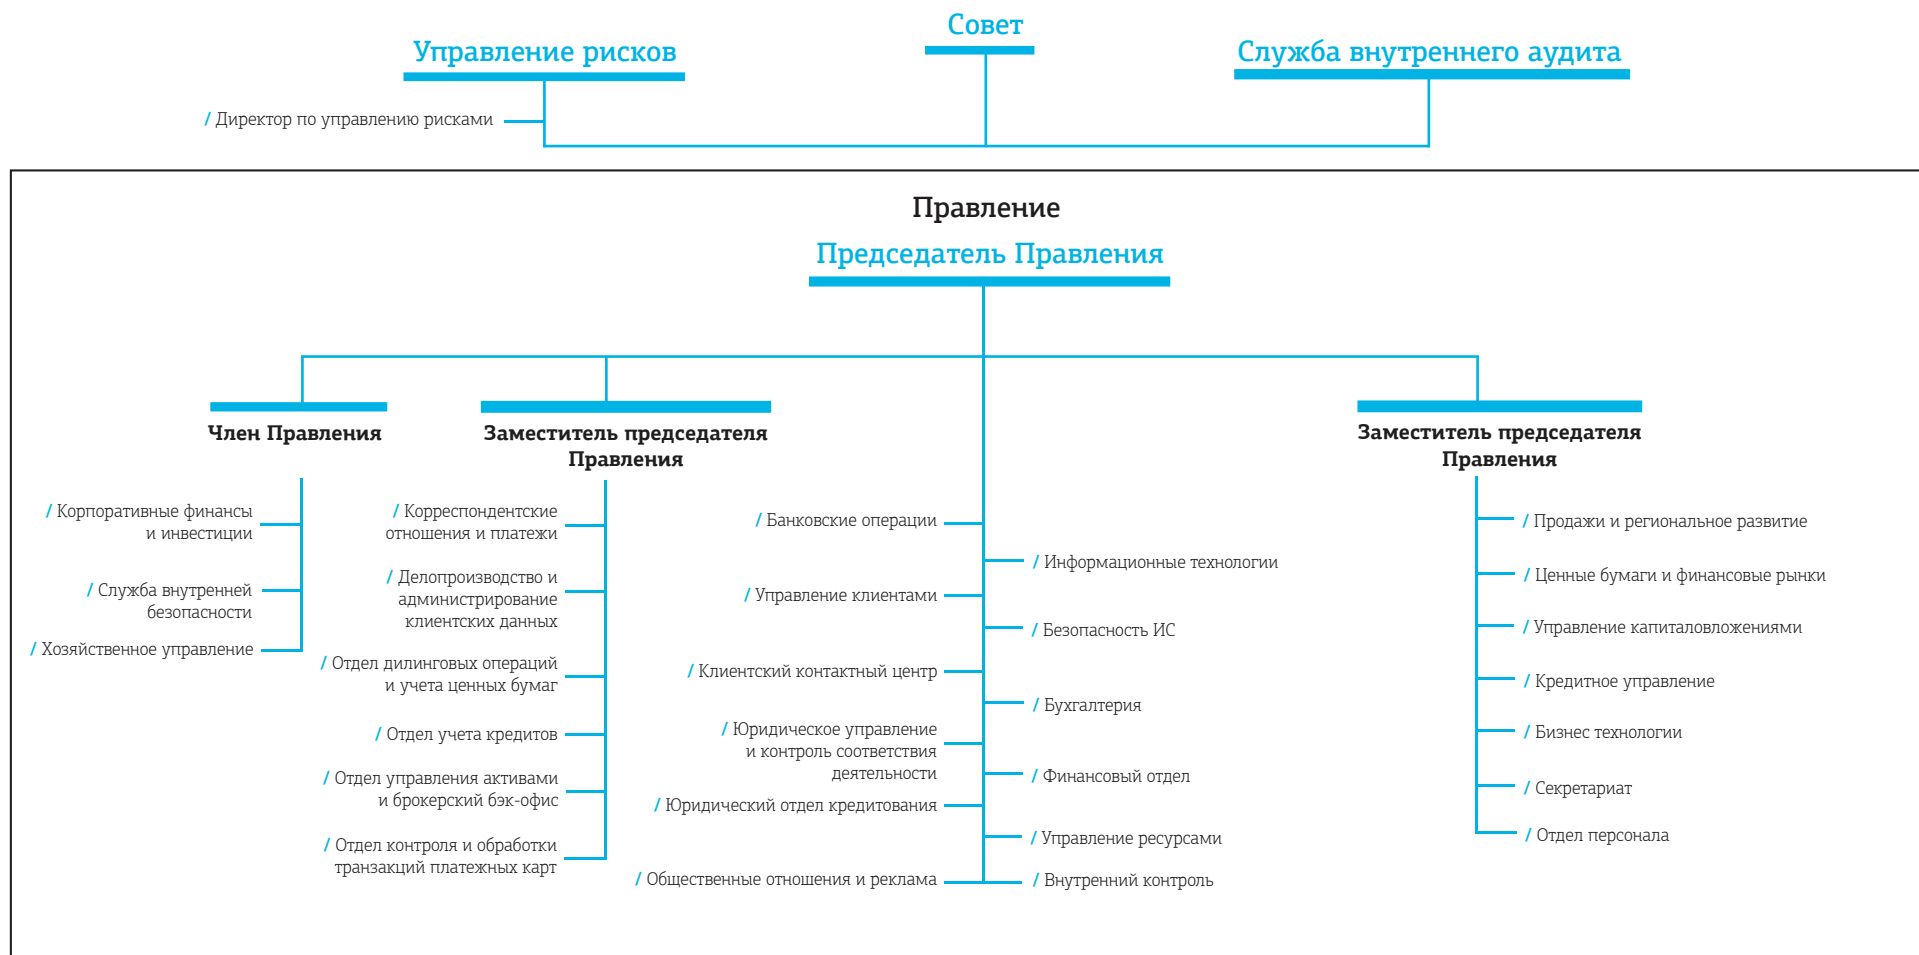 Совет
Управление рисков
Служба внутреннего аудита
/ Директор по управлению рисками
Правление
Председатель Правления
Член Правления
/ Корпоративные финансы
и инвестиции
/ Служба внутренней
безопасности
/ Хозяйственное управление
Заместитель председателя
Правления
/ Корреспондентские
отношения и платежи
/ Делопроизводство и
администрирование
клиентских данных
/ Отдел дилинговых операций
и учета ценных бумаг
/ Отдел учета кредитов
/ Отдел управления активами
и брокерский бэк-офис
/ Отдел контроля и обработки
транзакций платежных карт
/ Банковские операции
/ Управление клиентами
/ Клиентский контактный центр
/ Юридическое управление
и контроль соответствия
деятельности
/ Юридический отдел кредитования
/ Общественные отношения и реклама
/ Информационные технологии
/ Безопасность ИС
/ Бухгалтерия
/ Финансовый отдел
/ Управление ресурсами
/ Внутренний контроль
Заместитель председателя
Правления
/ Продажи и региональное развитие
/ Ценные бумаги и финансовые рынки
/ Управление капиталовложениями
/ Кредитное управление
/ Бизнес технологии
/ Секретариат
/ Отдел персонала